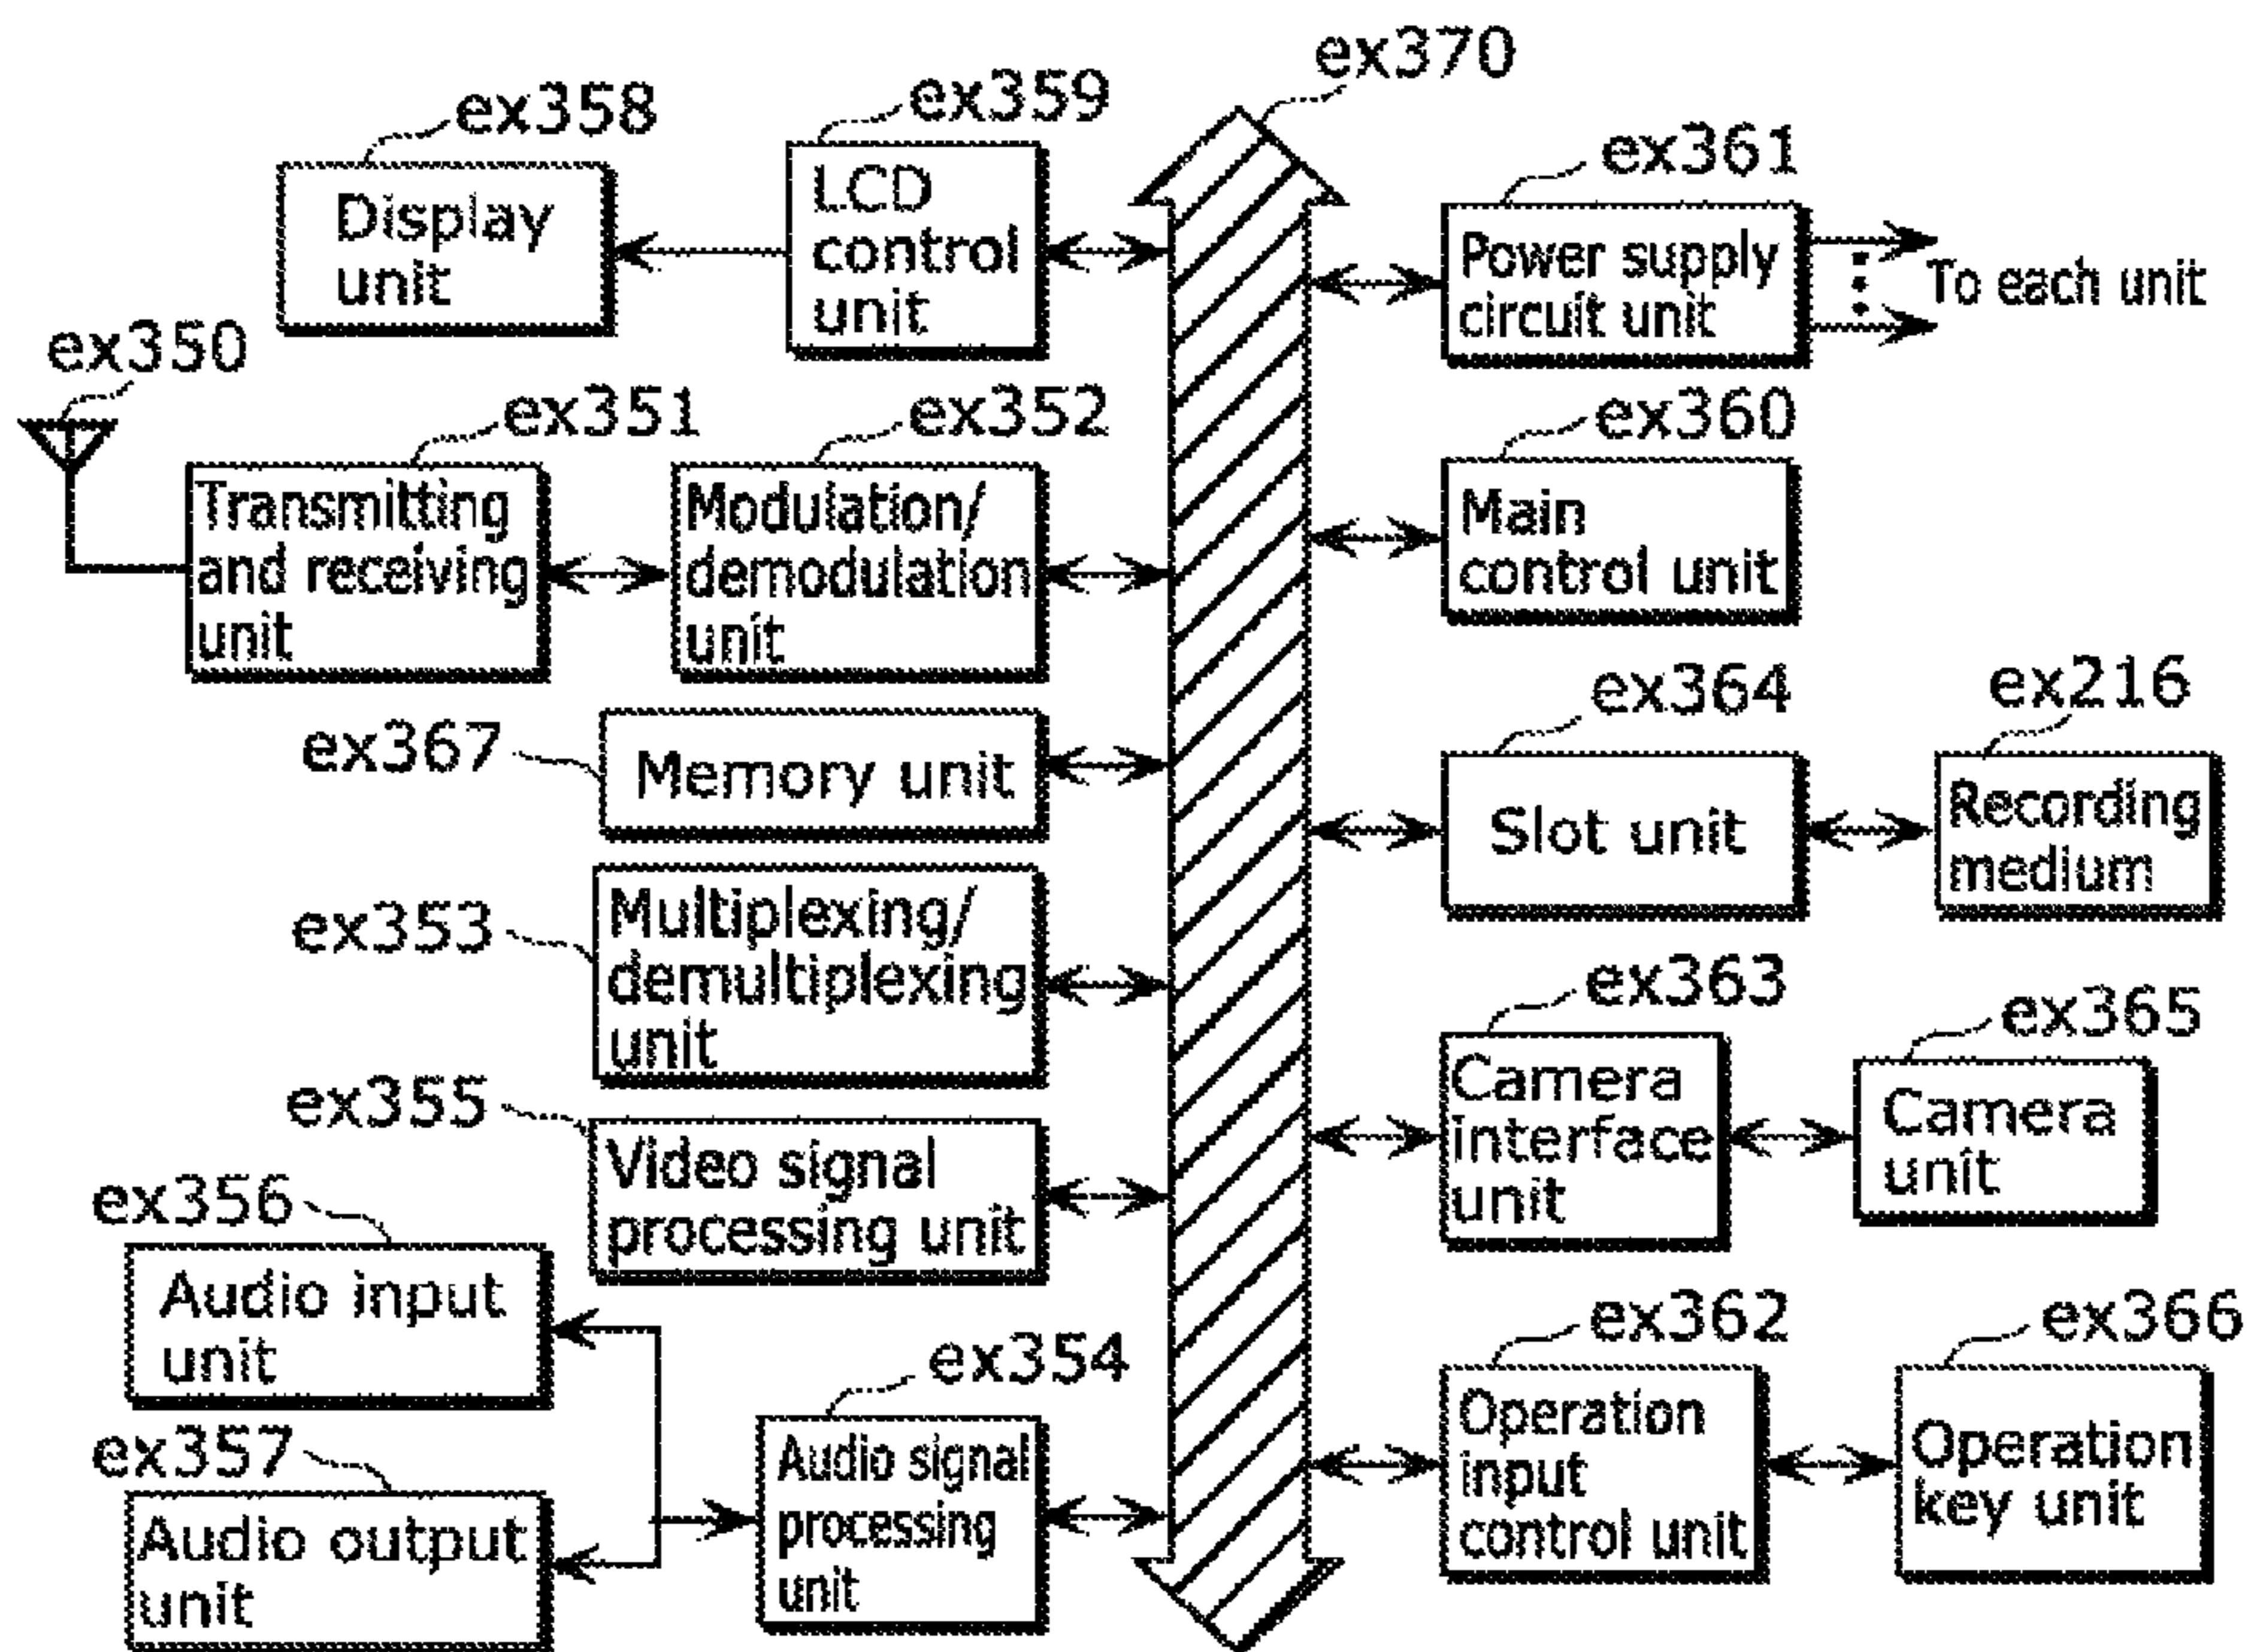 ex370
ex358
Display
unit
ex359
LCD
control
unit
ex361
Power supply
circuit unit
To each unit
ex350
ex351
Transmitting
and receiving
unit
ex352
Modulation/
demodulation
unit
ex360
Main
control unit
ex367
Memory unit
ex364
Slot unit
ex216
Recording
medium
ex353
Multiplexing/
demultiplexing
unit
ex363
Camera
interface
unit
ex365
Camera
unit
ex355
Video signal
processing unit
ex356
Audio input
unit
ex357
Audio output
unit
ex354
Audio signal
processing
unit
ex362
Operation
input
control unit
ex366
Operation
key unit